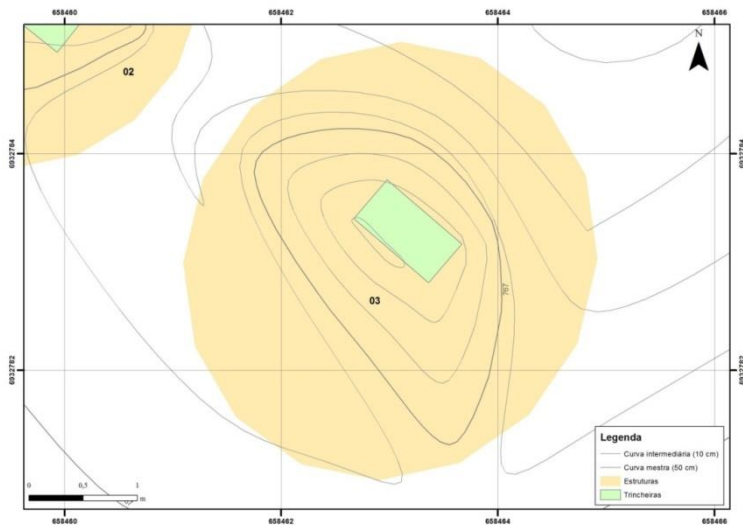 658460 658462 658464 658466
N
02
6932784 6932784
767
03
6932782 6932782
Legenda
Curva intermediária (10 cm)
Curva mestra (50 cm)
Estruturas
Trincheiras
0 0,5 1
m
658460 658462 658464 658466